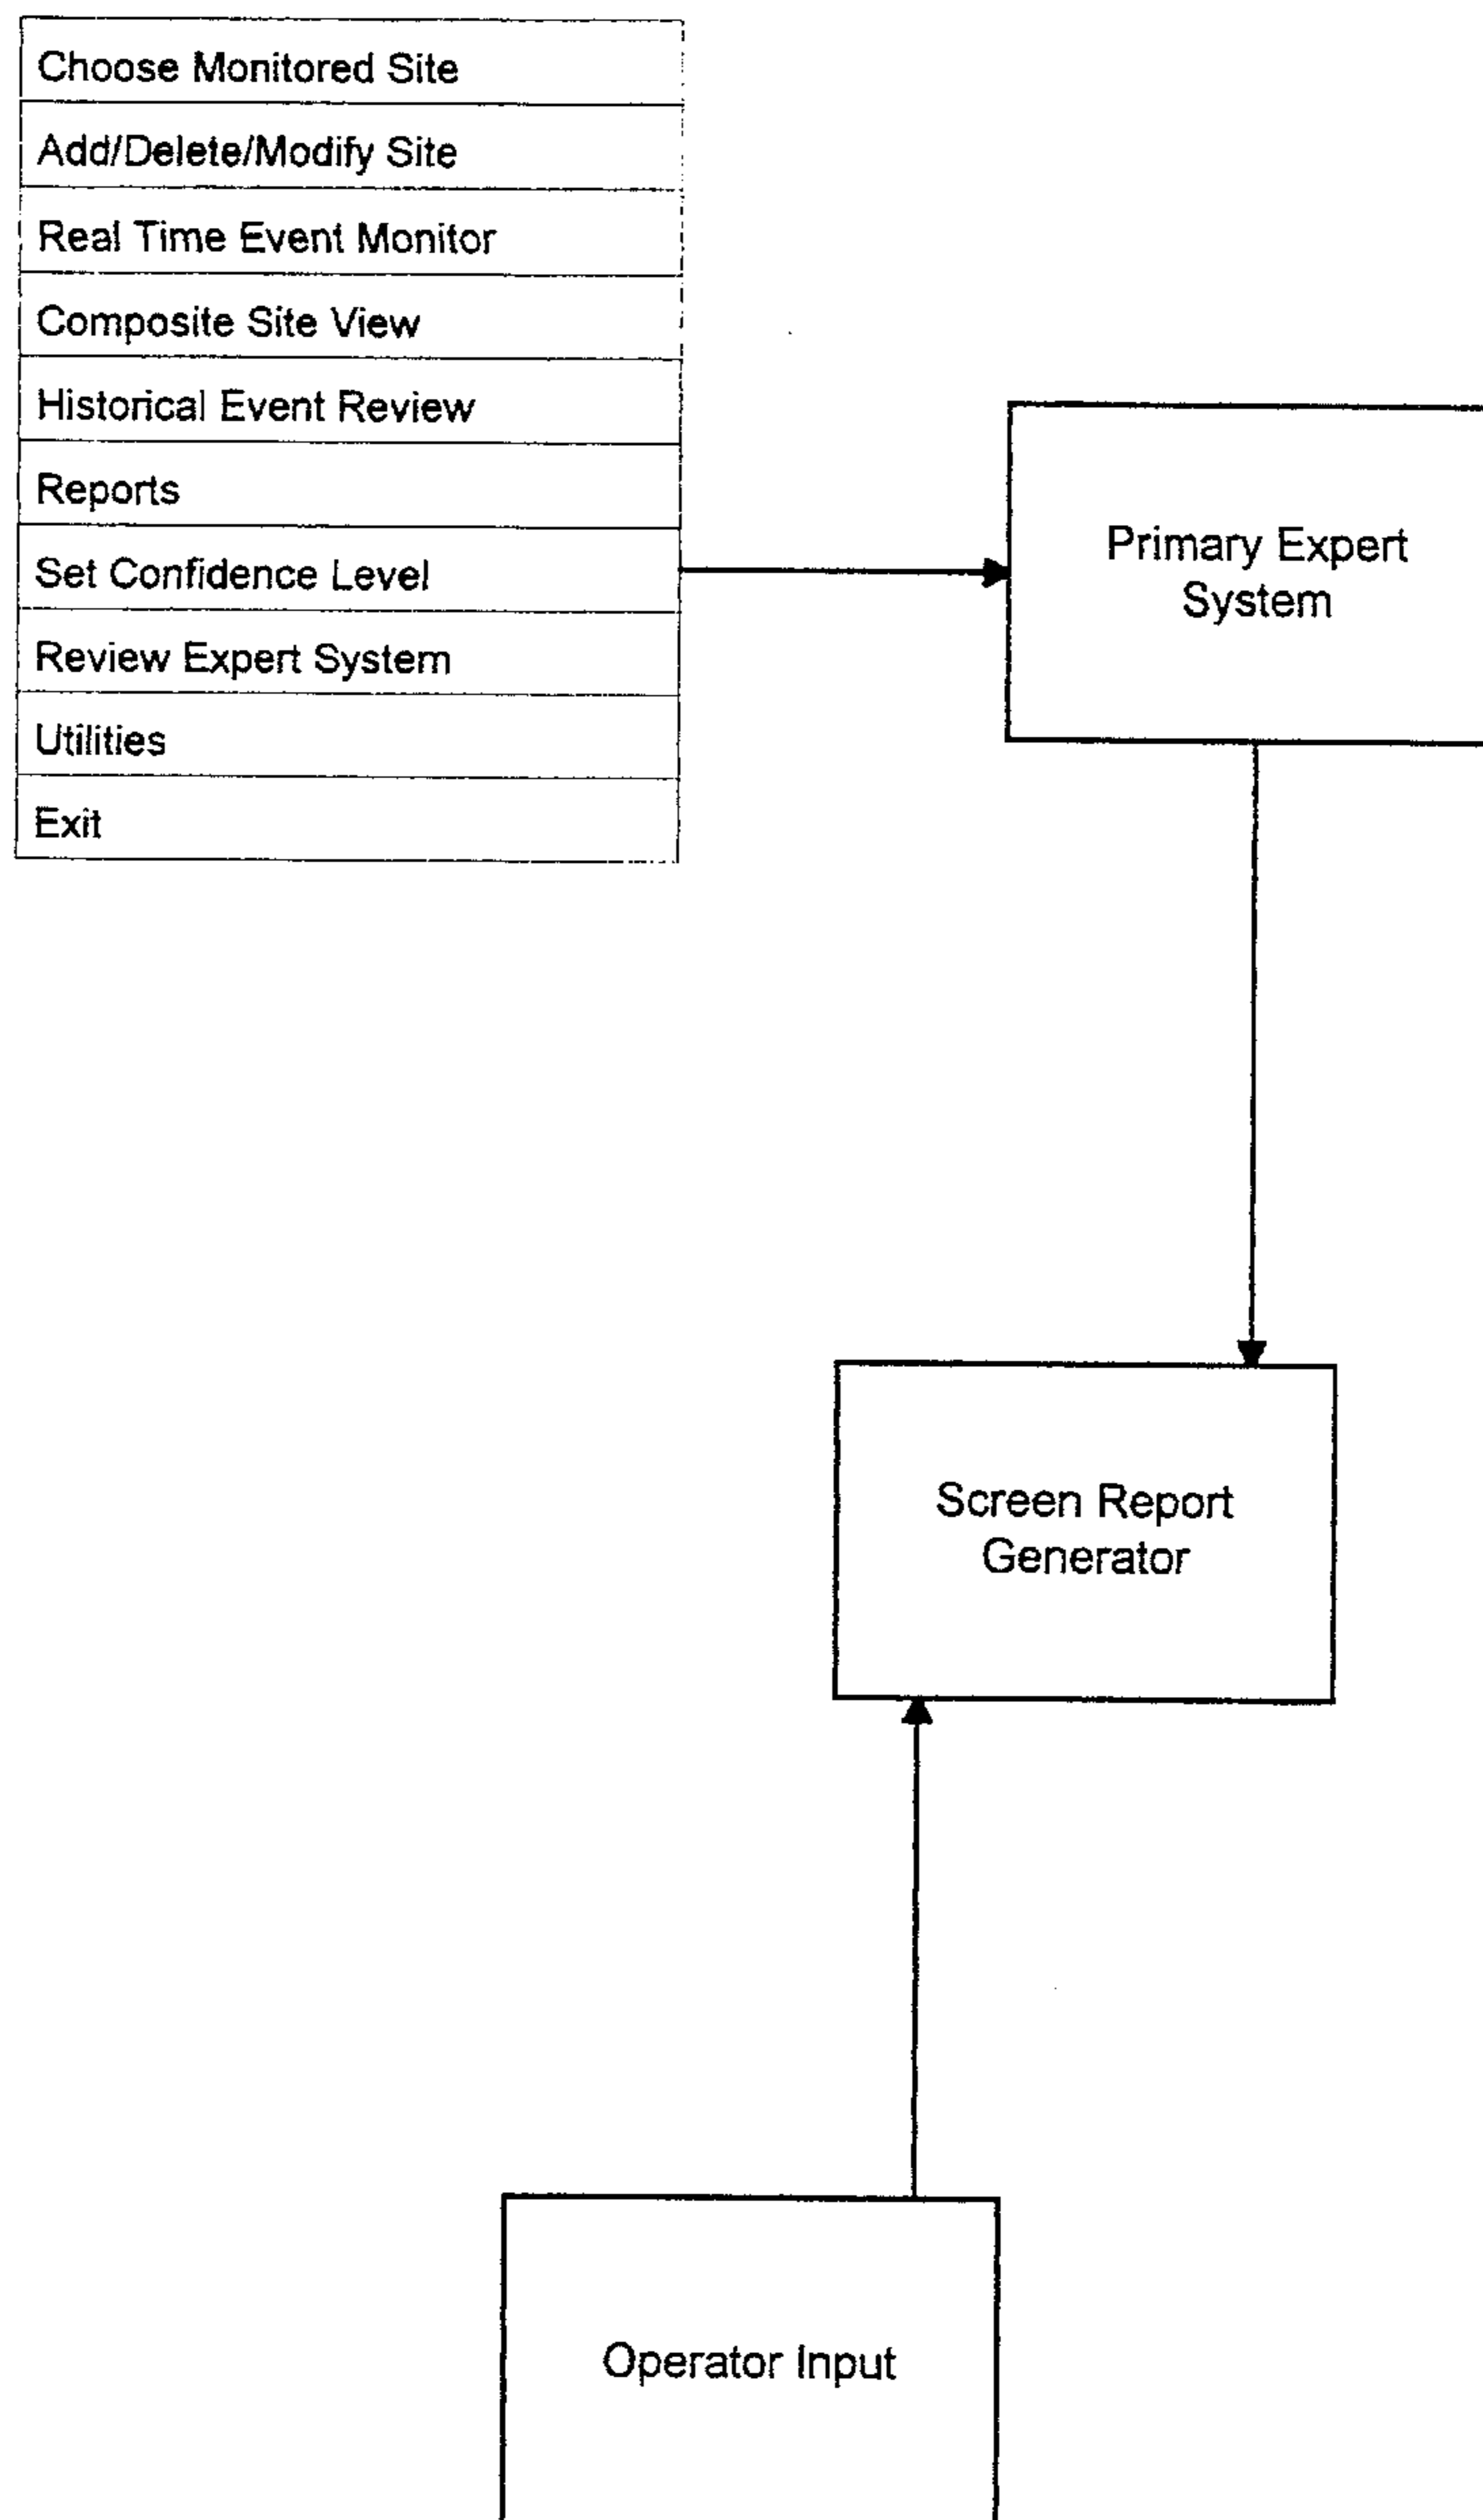 Choose Monitored Site
Add/Delete/Modify Site
Real Time Event Monitor
Composite Site View
Historical Event Review
Reports
Set Confidence Level
Review Expert System
Utilities
Exit
Primary Expert
System
Screen Report
Generator
Operator Input